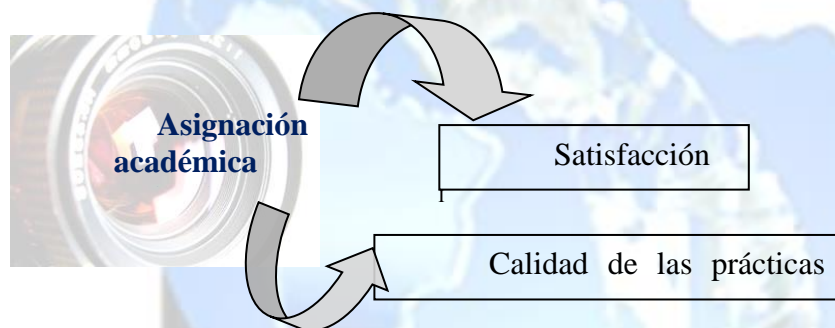 Asignación
académica
Satisfacción
Calidad de las prácticas